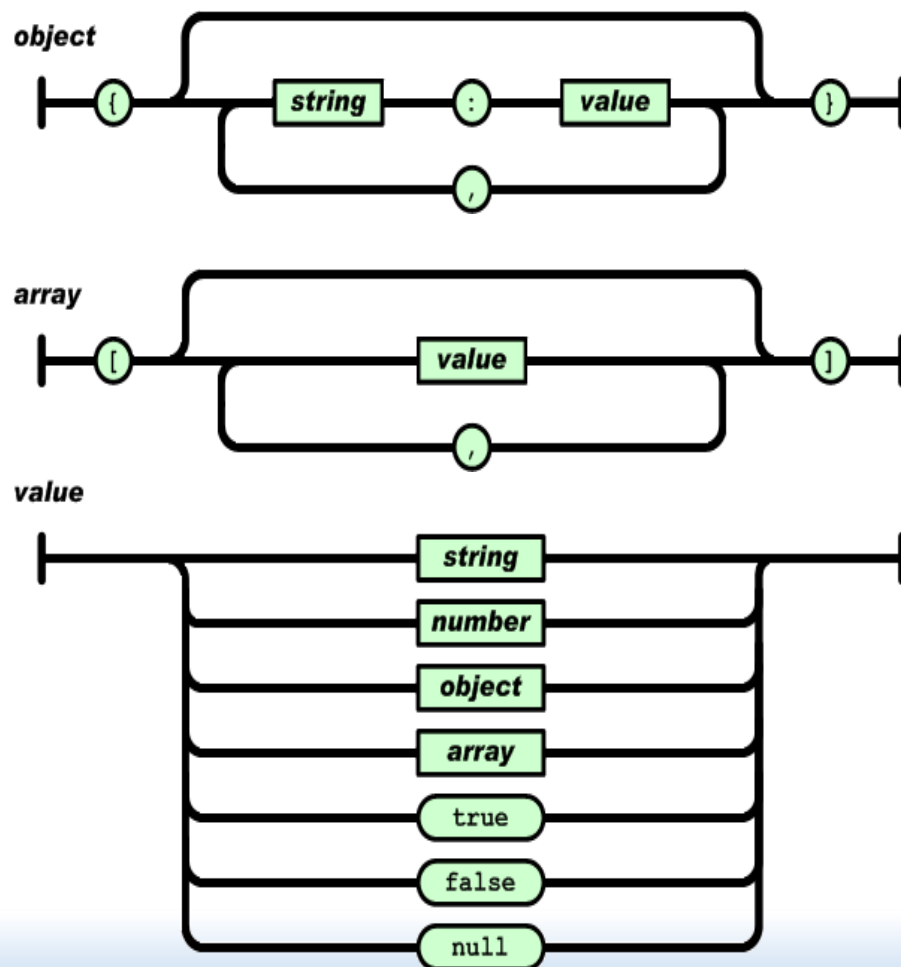 object
{ string : value }
,
array
[ value ]
,
value
string
number
object
array
true
false
null